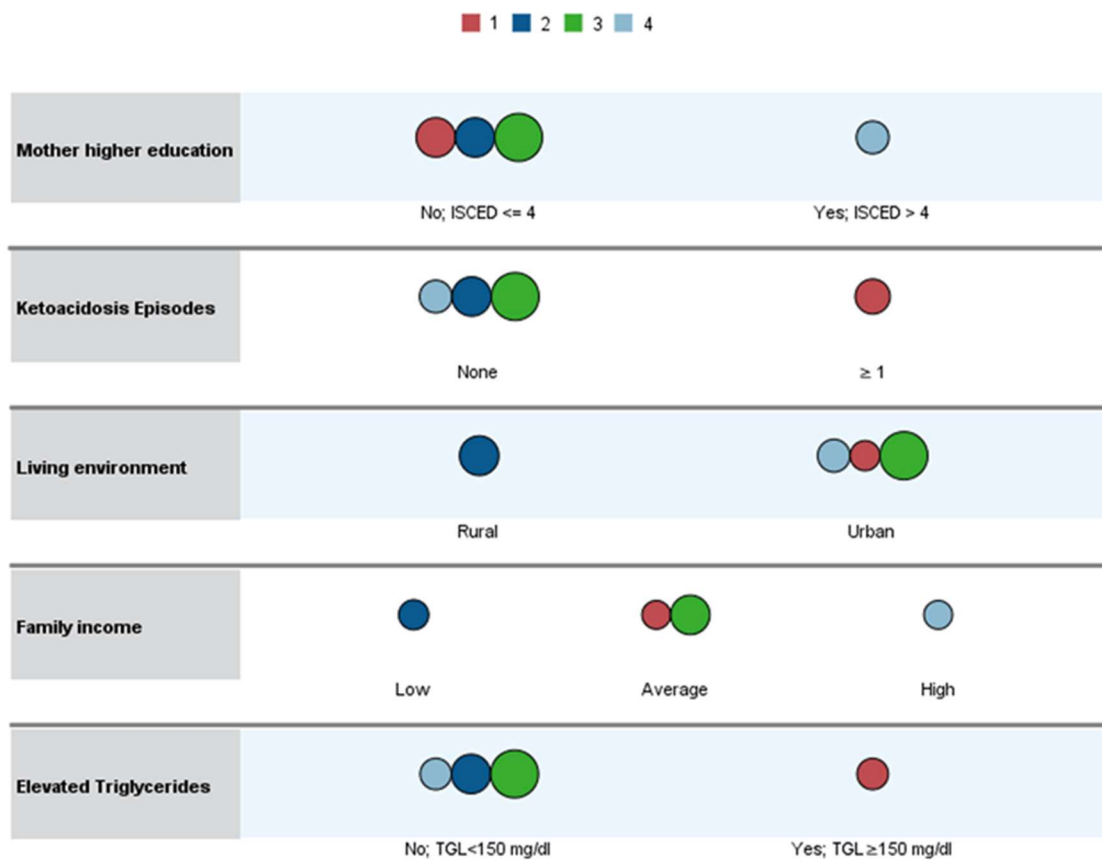 1 2 3 4
Mother higher education
No; ISCED <= 4 Yes; ISCED > 4
Ketoacidosis Episodes
None ≥ 1
Living environment
Rural Urban
Family income
Low Average High
Elevated Triglycerides
No; TGL<150 mg/dl Yes; TGL ≥150 mg/dl